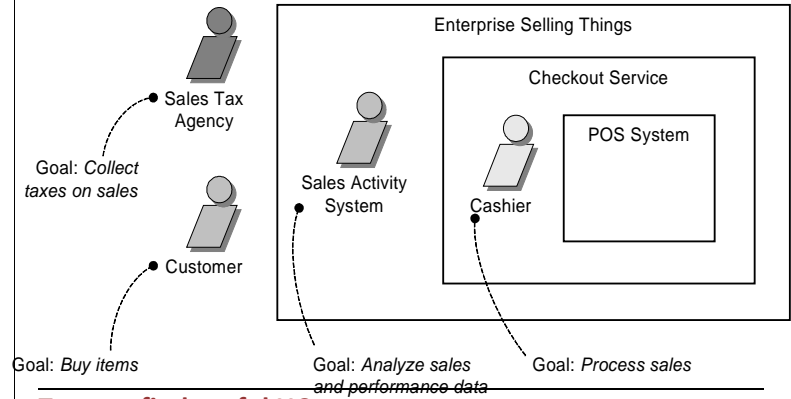 Enterprise Selling Things
Checkout Service
POS System
Sales Tax
Agency
Goal: Collect
taxes on sales
Sales Activity
System
Cashier
Customer
Goal: Buy items
Goal: Analyze sales
and performance data
Goal: Process sales